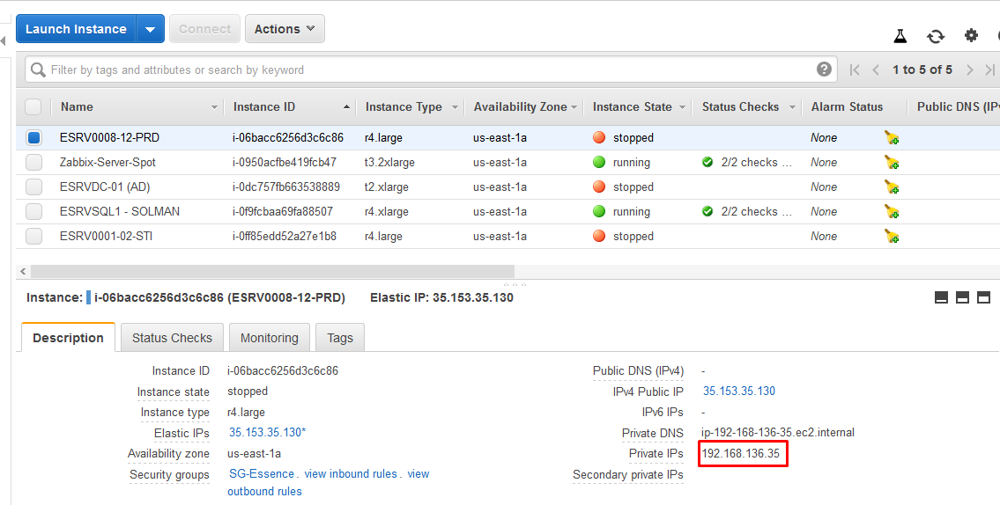 Launch Instance Connect Actions
Filter by tags and attributes or search by keyword ? 1 to 5 of 5
Name Instance ID Instance Type Availability Zone Instance State Status Checks Alarm Status Public DNS (IPv
ESRV0008-12-PRD i-06bacc6256d3c6c86 r4.large us-east-1a stopped None
Zabbix-Server-Spot i-0950acfbe419fcb47 t3.2xlarge us-east-1a running 2/2 checks ... None
ESRVDC-01 (AD) i-0dc757fb663538889 t2.xlarge us-east-1a stopped None
ESRVSQL1 - SOLMAN i-0f9fcbaa69fa88507 r4.xlarge us-east-1a running 2/2 checks ... None
ESRV0001-02-STI i-0ff85edd52a27e1b8 r4.large us-east-1a stopped None
Instance: i-06bacc6256d3c6c86 (ESRV0008-12-PRD) Elastic IP: 35.153.35.130
Description Status Checks Monitoring Tags
Instance ID i-06bacc6256d3c6c86 Public DNS (IPv4) -
Instance state stopped IPv4 Public IP 35.153.35.130
Instance type r4.large IPv6 IPs -
Elastic IPs 35.153.35.130* Private DNS ip-192-168-136-35.ec2.internal
Availability zone us-east-1a Private IPs 192.168.136.35
Security groups SG-Essence . view inbound rules . view Secondary private IPs
outbound rules